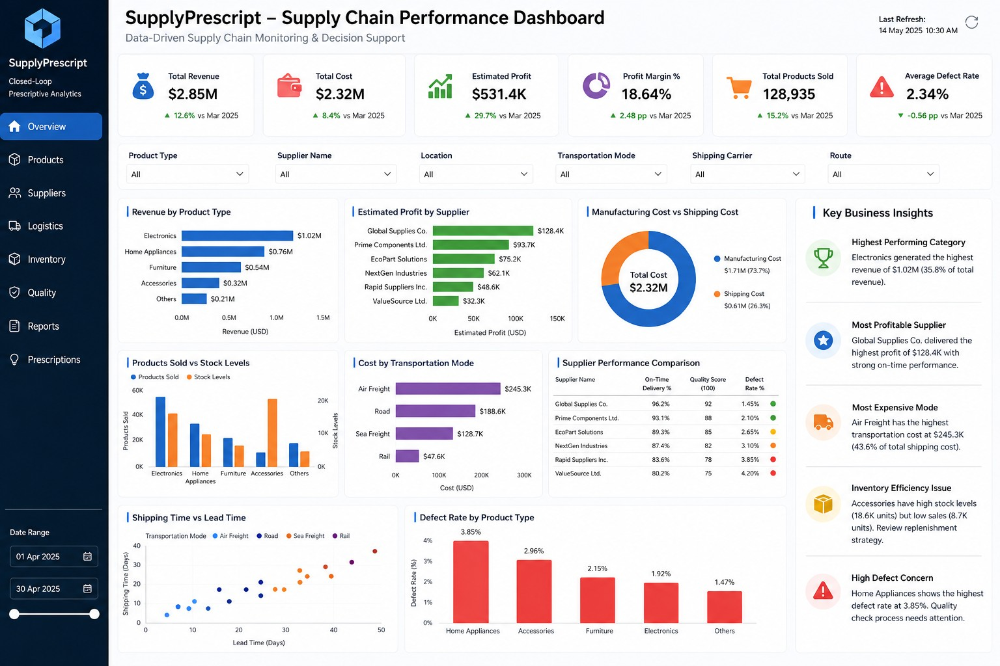 SupplyPrescript
Closed-Loop
Prescriptive Analytics
Overview
Products
Suppliers
Logistics
Inventory
Quality
Reports
Prescriptions
Date Range
01 Apr 2025
30 Apr 2025
SupplyPrescript – Supply Chain Performance Dashboard
Data-Driven Supply Chain Monitoring & Decision Support
Last Refresh:
14 May 2025 10:30 AM
Total Revenue
$2.85M
▲ 12.6% vs Mar 2025
Total Cost
$2.32M
▲ 8.4% vs Mar 2025
Estimated Profit
$531.4K
▲ 29.7% vs Mar 2025
Profit Margin %
18.64%
▲ 2.48 pp vs Mar 2025
Total Products Sold
128,935
▲ 15.2% vs Mar 2025
Average Defect Rate
2.34%
▼ -0.56 pp vs Mar 2025
Product Type
All
Supplier Name
All
Location
All
Transportation Mode
All
Shipping Carrier
All
Route
All
Revenue by Product Type
Electronics $1.02M
Home Appliances $0.76M
Furniture $0.54M
Accessories $0.32M
Others $0.21M
0.0M 0.5M 1.0M 1.5M
Revenue (USD)
Estimated Profit by Supplier
Global Supplies Co. $128.4K
Prime Components Ltd. $93.7K
EcoPart Solutions $75.2K
NextGen Industries $62.1K
Rapid Suppliers Inc. $48.6K
ValueSource Ltd. $32.3K
0K 50K 100K 150K
Estimated Profit (USD)
Manufacturing Cost vs Shipping Cost
Total Cost
$2.32M
Manufacturing Cost
$1.71M (73.7%)
Shipping Cost
$0.61M (26.3%)
Products Sold vs Stock Levels
Products Sold Stock Levels
Products Sold
60K
40K
20K
0K
20K
10K
0K
Stock Levels
Electronics Home Appliances Furniture Accessories Others
Cost by Transportation Mode
Air Freight $245.3K
Road $188.6K
Sea Freight $128.7K
Rail $47.6K
0K 100K 200K 300K
Cost (USD)
Supplier Performance Comparison
Supplier Name On-Time Delivery % Quality Score (100) Defect Rate %
Global Supplies Co. 96.2% 92 1.45%
Prime Components Ltd. 93.1% 88 2.10%
EcoPart Solutions 89.3% 85 2.65%
NextGen Industries 87.4% 82 3.10%
Rapid Suppliers Inc. 83.6% 78 3.85%
ValueSource Ltd. 80.2% 75 4.20%
Shipping Time vs Lead Time
Transportation Mode Air Freight Road Sea Freight Rail
Shipping Time (Days)
40
30
20
10
0
0 10 20 30 40 50
Lead Time (Days)
Defect Rate by Product Type
Defect Rate (%)
4%
3%
2%
1%
0%
3.85%
2.96%
2.15%
1.92%
1.47%
Home Appliances Accessories Furniture Electronics Others
Key Business Insights
Highest Performing Category
Electronics generated the highest
revenue of $1.02M (35.8% of total
revenue).
Most Profitable Supplier
Global Supplies Co. delivered the
highest profit of $128.4K with
strong on-time performance.
Most Expensive Mode
Air Freight has the highest
transportation cost at $245.3K
(43.6% of total shipping cost).
Inventory Efficiency Issue
Accessories have high stock levels
(18.6K units) but low sales (8.7K
units). Review replenishment
strategy.
High Defect Concern
Home Appliances shows the highest
defect rate at 3.85%. Quality
check process needs attention.